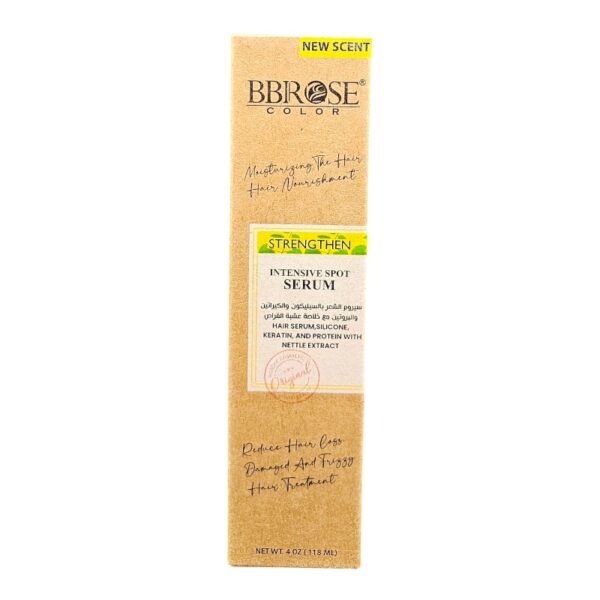 NEW SCENT
BBROSE®
COLOR
Moisturizing The Hair
Hair Nourishment
STRENGTHEN
INTENSIVE SPOT
SERUM
سيروم الشعر بالسيليكون والكيراتين
والبروتين مع خلاصة عشبة القراص
HAIR SERUM,SILICONE,
KERATIN, AND PROTEIN WITH
NETTLE EXTRACT
Original
Reduce Hair Loss
Damaged And Frizzy
Hair Treatment
NET WT. 4 OZ ( 118 ML)